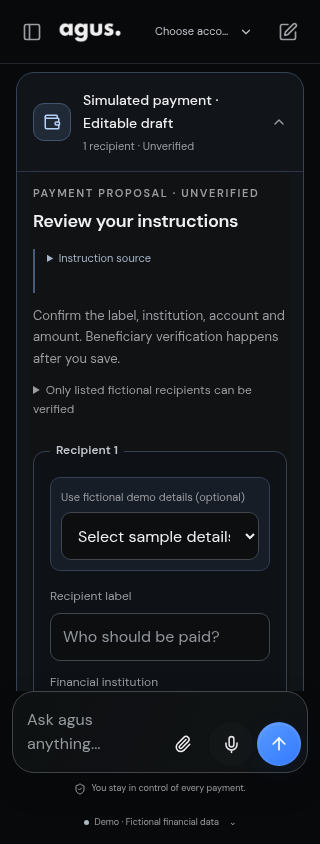 agus.
Choose acco...
Simulated payment ·
Editable draft
1 recipient · Unverified
PAYMENT PROPOSAL · UNVERIFIED
Review your instructions
Instruction source
Confirm the label, institution, account and
amount. Beneficiary verification happens
after you save.
Only listed fictional recipients can be
verified
Recipient 1
Use fictional demo details (optional)
Select sample details
Recipient label
Who should be paid?
Financial institution
Ask agus
anything...
You stay in control of every payment.
Demo · Fictional financial data